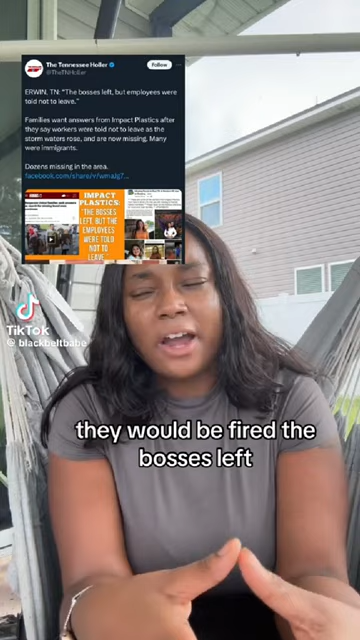 The Tennessee Holler
@TheTNHoller
Follow
ERWIN, TN: "The bosses left, but employees were
told not to leave."
Families want answers from Impact Plastics after
they say workers were told not to leave as the
storm waters rose, and are now missing. Many
were immigrants.
Dozens missing in the area.
IMPACT
PLASTICS:
"THE BOSSES
LEFT, BUT THE
EMPLOYEES
WERE TOLD
NOT TO
LEAVE"
TikTok
@blackbeltbabe
they would be fired the
bosses left